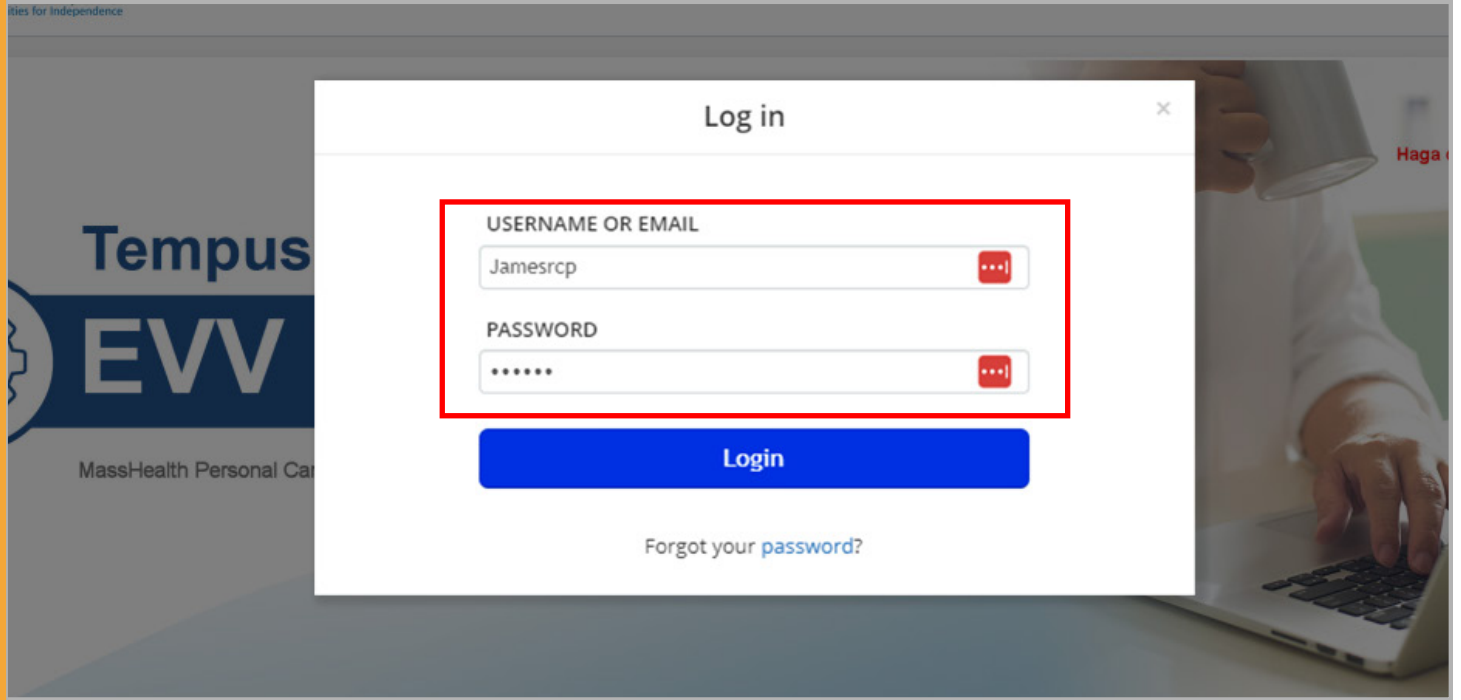 ities for Independence
Log in
×
Haga
USERNAME OR EMAIL
Jamesrcp
Tempus
PASSWORD
••••••
EVV
Login
MassHealth Personal Car
Forgot your password?